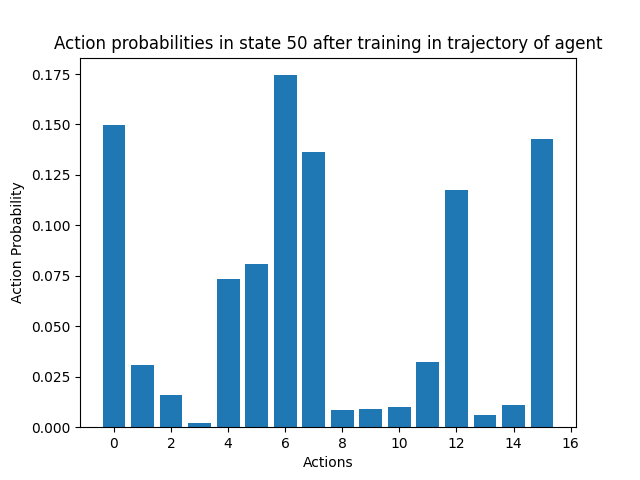 Action probabilities in state 50 after training in trajectory of agent
0.175
0.150
0.125
0.100
0.075
0.050
0.025
0.000
Action Probability
0 2 4 6 8 10 12 14 16
Actions